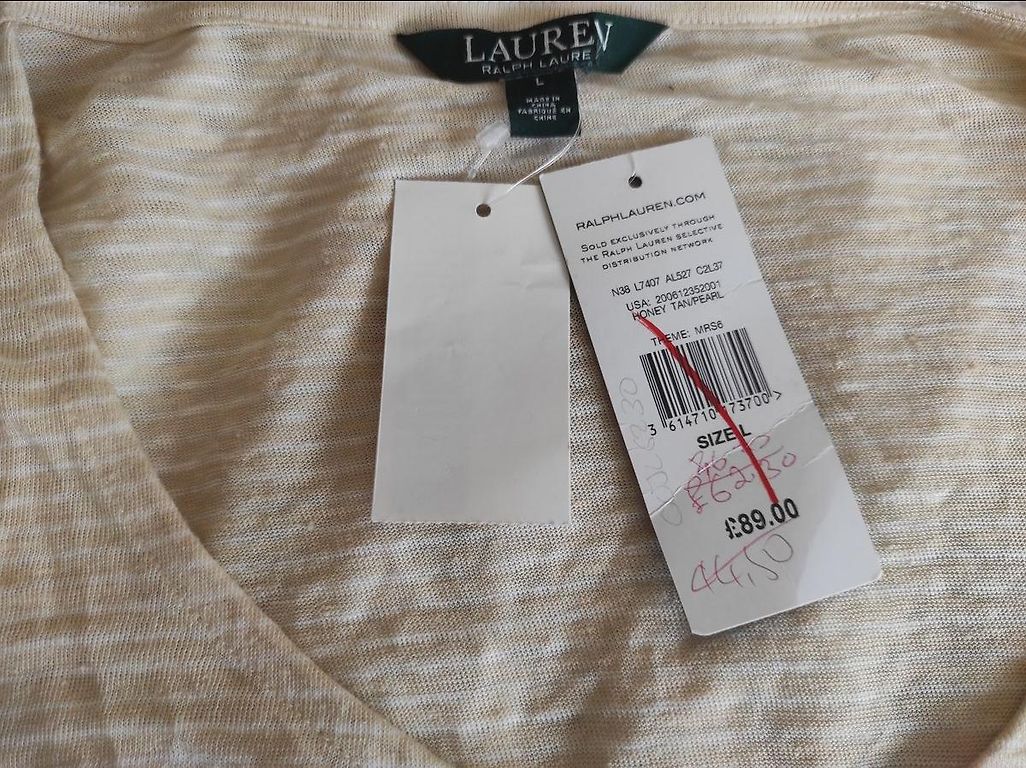 LAUREN
RALPH LAUREN
L
MADE IN
CHINA
FABRIQUÉ EN
CHINE
RALPHLAUREN.COM
SOLD EXCLUSIVELY THROUGH
THE RALPH LAUREN SELECTIVE
DISTRIBUTION NETWORK
N38 L7407 AL527 C2L37
USA: 200612352001
HONEY TAN/PEARL
THEME: MRS6
3 614710 73700 >
SIZE L
£62.30
£89.00
44.50